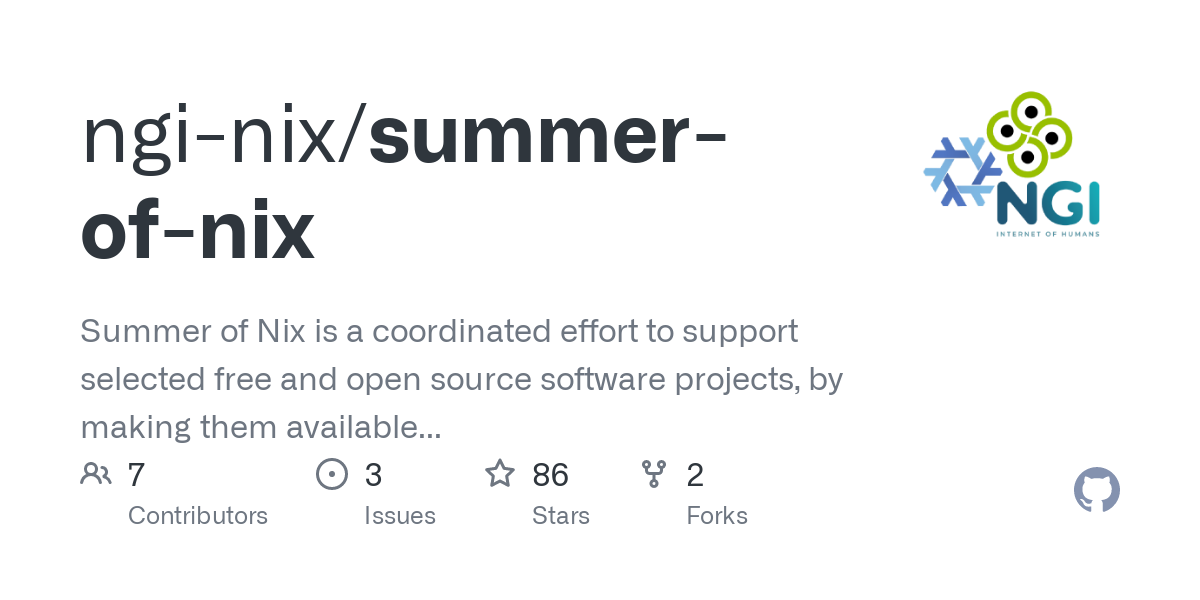 ngi-nix/summer-
of-nix
NGI
INTERNET OF HUMANS
Summer of Nix is a coordinated effort to support
selected free and open source software projects, by
making them available...
7 3 86 2
Contributors Issues Stars Forks